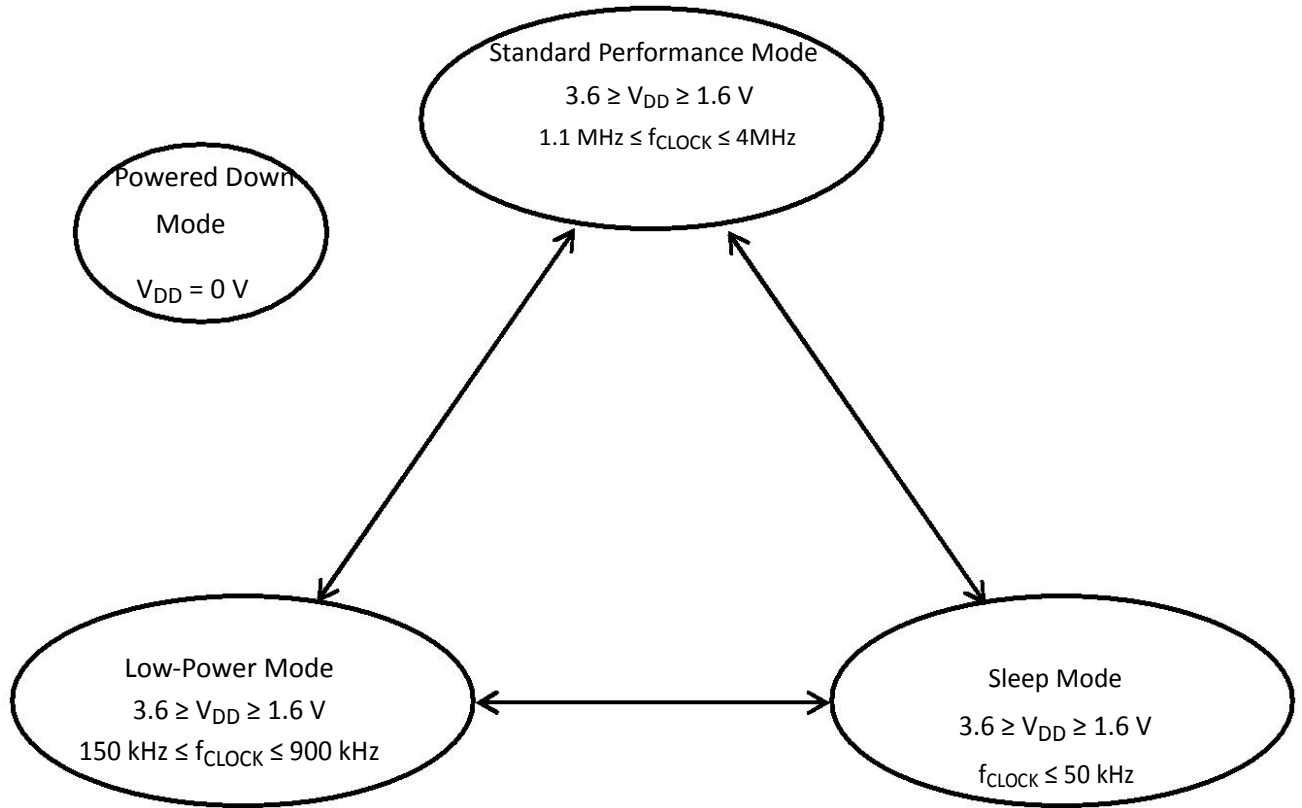 Standard Performance Mode
3.6 ≥ VDD ≥ 1.6 V
1.1 MHz ≤ fCLOCK ≤ 4MHz
Powered Down
Mode
VDD = 0 V
Low-Power Mode
3.6 ≥ VDD ≥ 1.6 V
150 kHz ≤ fCLOCK ≤ 900 kHz
Sleep Mode
3.6 ≥ VDD ≥ 1.6 V
fCLOCK ≤ 50 kHz